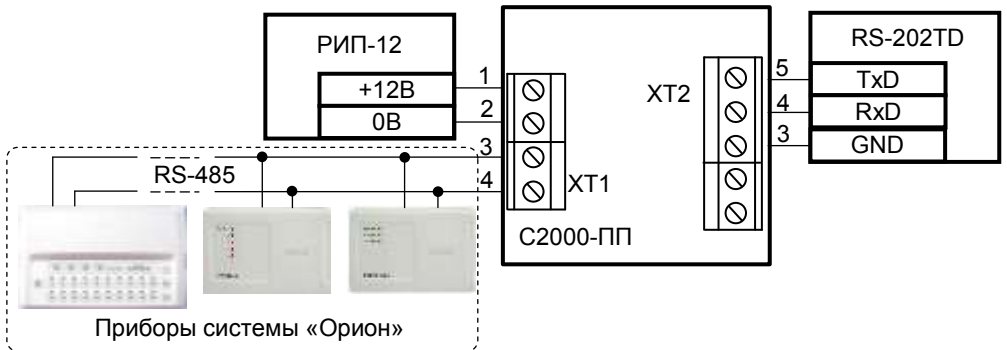 РИП-12
+12В
0В
1
2
3
4
RS-485
XT1
С2000-ПП
XT2
5
4
3
RS-202TD
TxD
RxD
GND
Приборы системы «Орион»